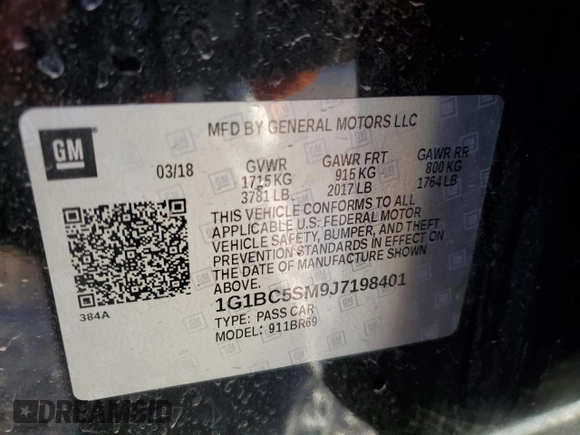 GM
MFD BY GENERAL MOTORS LLC
03/18
GVWR
1715 KG
3781 LB
GAWR FRT
915 KG
2017 LB
GAWR RR
800 KG
1764 LB
THIS VEHICLE CONFORMS TO ALL
APPLICABLE U.S. FEDERAL MOTOR
VEHICLE SAFETY, BUMPER, AND THEFT
PREVENTION STANDARDS IN EFFECT ON
THE DATE OF MANUFACTURE SHOWN
ABOVE.
384A
1G1BC5SM9J7198401
TYPE: PASS CAR
MODEL: 911BR69
DREAMSID